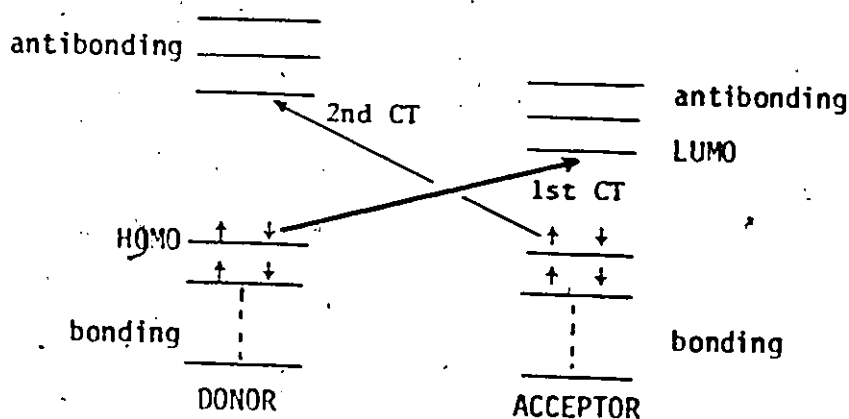 antibonding
2nd CT
antibonding
LUMO
1st CT
HOMO
bonding
bonding
DONOR
ACCEPTOR